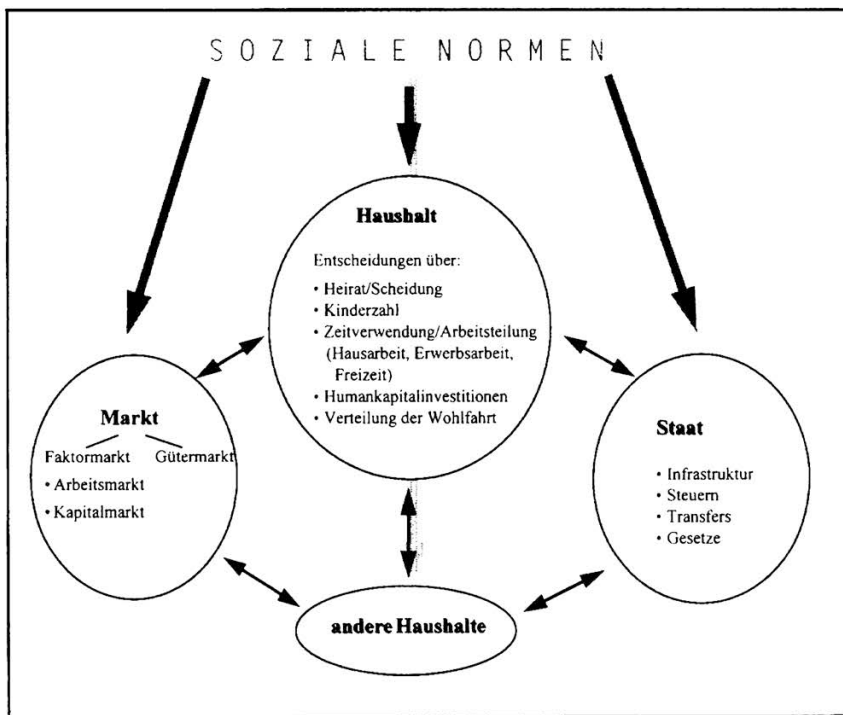 SOZIALE NORMEN
Haushalt
Entscheidungen über:
• Heirat/Scheidung
• Kinderzahl
• Zeitverwendung/Arbeitsteilung
(Hausarbeit, Erwerbsarbeit,
Freizeit)
• Humankapitalinvestitionen
• Verteilung der Wohlfahrt
Markt
Faktormarkt Gütermarkt
• Arbeitsmarkt
• Kapitalmarkt
Staat
• Infrastruktur
• Steuern
• Transfers
• Gesetze
andere Haushalte